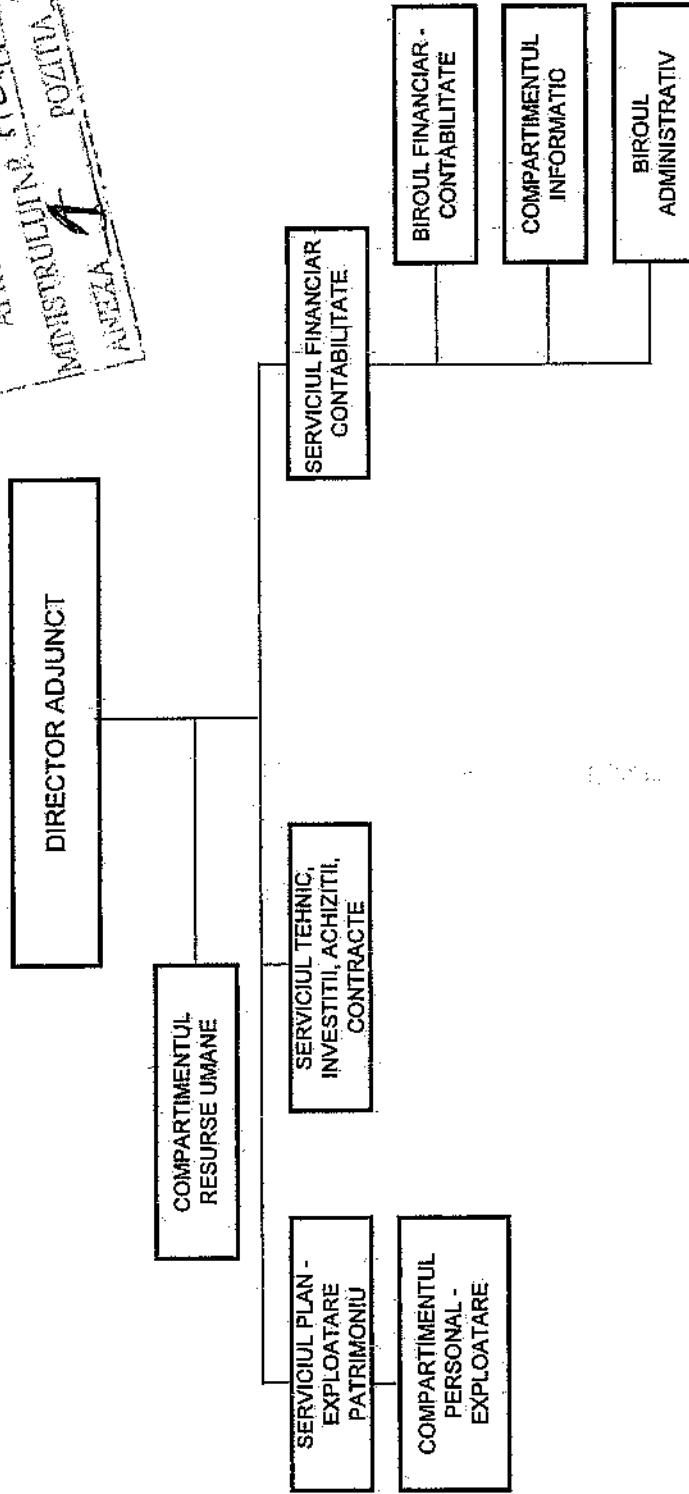 MINISTRULUI NR.
ANEXA 1 POZITIA
DIRECTOR ADJUNCT
COMPARTIMENTUL
RESURSE UMANE
SERVICIUL PLAN -
EXPLOATARE
PATRIMONIU
SERVICIUL TEHNIC,
INVESTITII, ACHIZITII,
CONTRACTE
SERVICIUL FINANCIAR
CONTABILITATE
COMPARTIMENTUL
PERSONAL -
EXPLOATARE
BIROUL FINANCIAR -
CONTABILITATE
COMPARTIMENTUL
INFORMATIC
BIROUL
ADMINISTRATIV